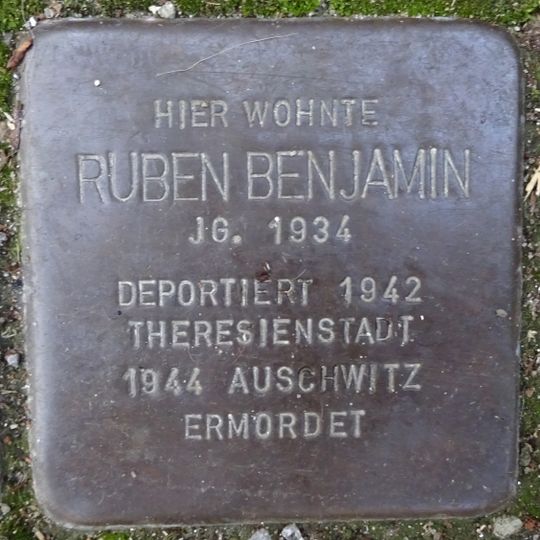 HIER WOHNTE
RUBEN BENJAMIN
JG. 1934
DEPORTIERT 1942
THERESIENSTADT
1944 AUSCHWITZ
ERMORDET